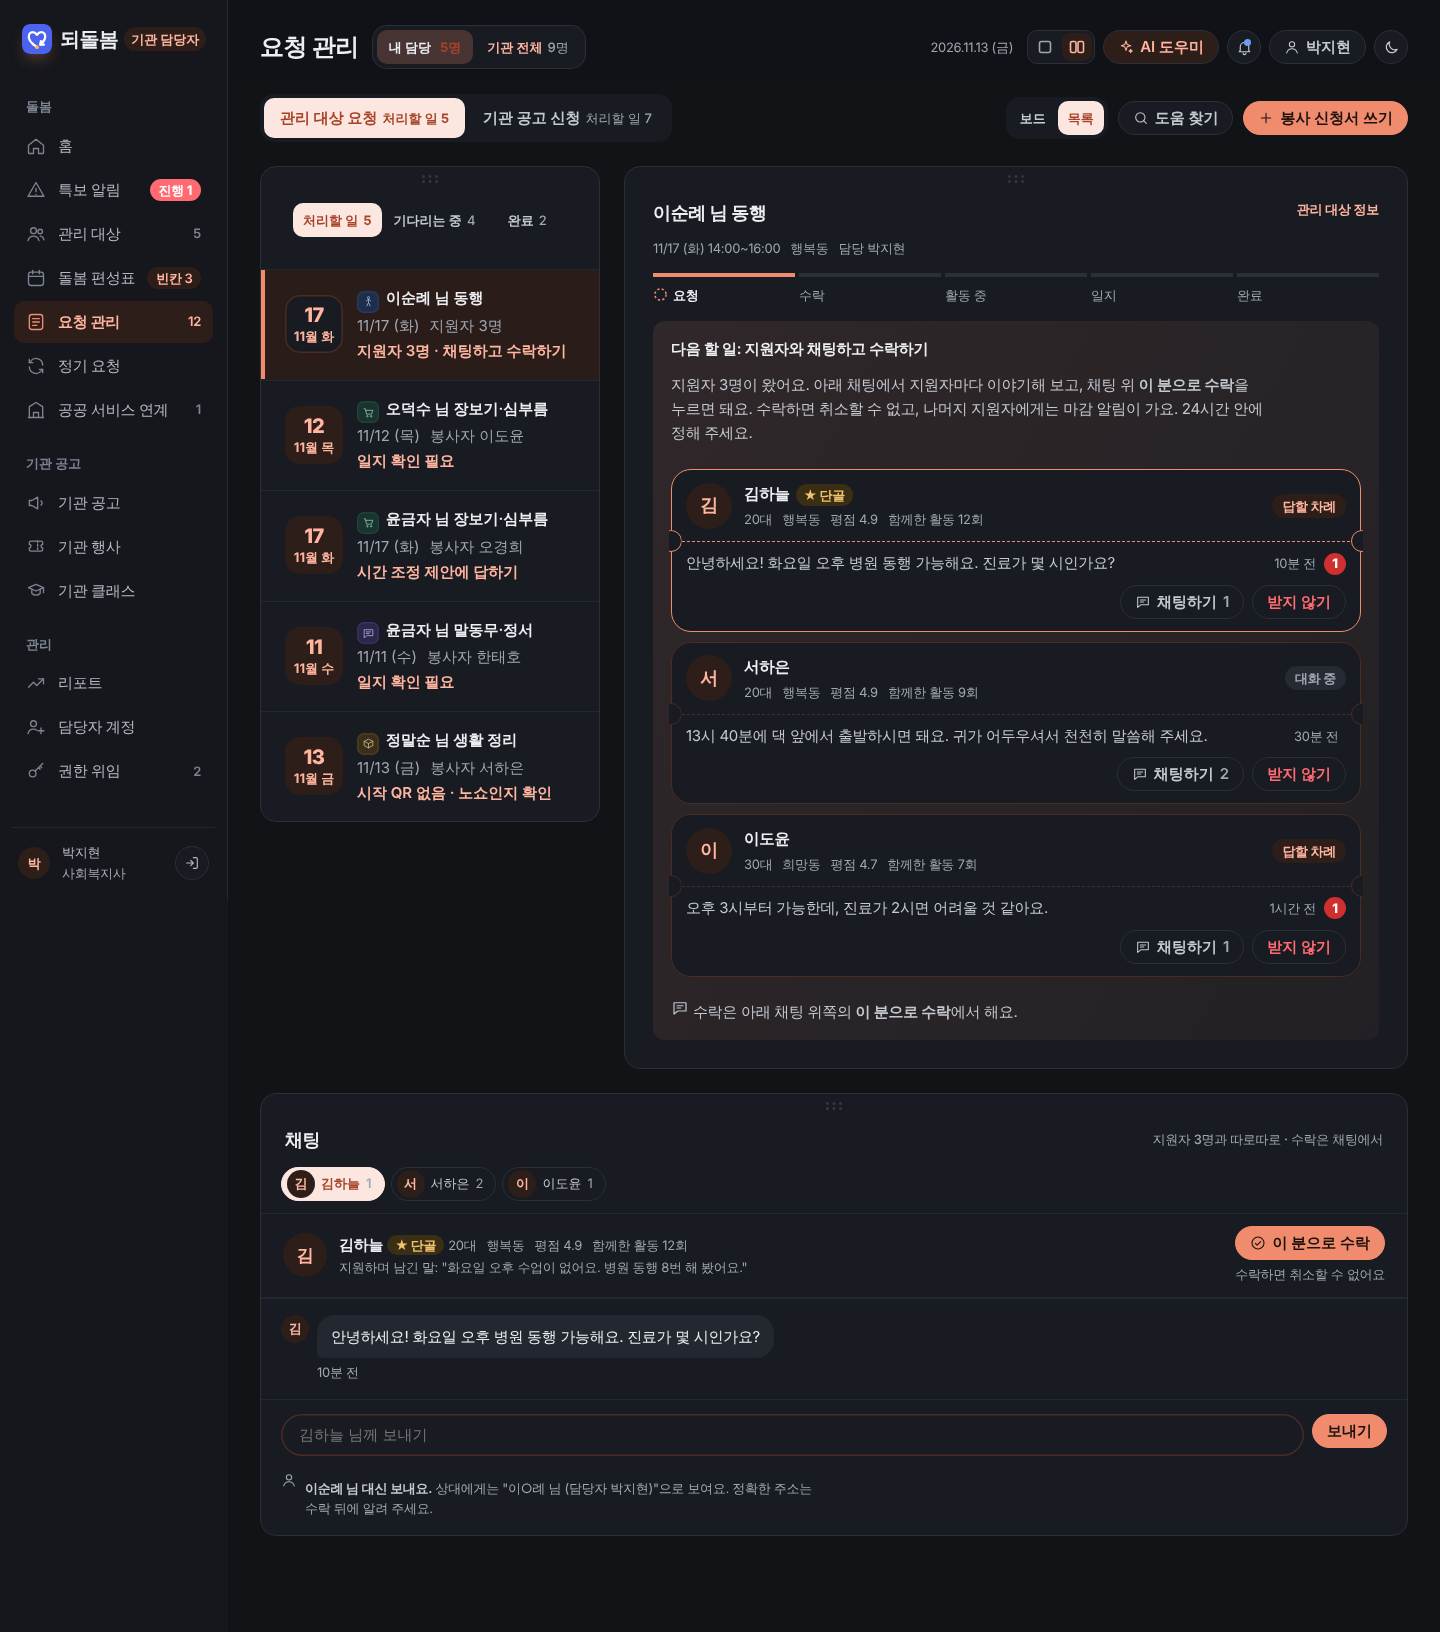 되돌봄 기관 담당자
돌봄
홈
특보 알림 진행 1
관리 대상 5
돌봄 편성표 빈칸 3
요청 관리 12
정기 요청
공공 서비스 연계 1
기관 공고
기관 공고
기관 행사
기관 클래스
관리
리포트
담당자 계정
권한 위임 2
박 박지현
사회복지사
요청 관리 내 담당 5명 기관 전체 9명
2026.11.13 (금) AI 도우미 박지현
관리 대상 요청 처리할 일 5 기관 공고 신청 처리할 일 7
보드 목록 도움 찾기 봉사 신청서 쓰기
처리할 일 5 기다리는 중 4 완료 2
17
11월 화
이순례 님 동행
11/17 (화) 지원자 3명
지원자 3명 · 채팅하고 수락하기
12
11월 목
오덕수 님 장보기·심부름
11/12 (목) 봉사자 이도윤
일지 확인 필요
17
11월 화
윤금자 님 장보기·심부름
11/17 (화) 봉사자 오경희
시간 조정 제안에 답하기
11
11월 수
윤금자 님 말동무·정서
11/11 (수) 봉사자 한태호
일지 확인 필요
13
11월 금
정말순 님 생활 정리
11/13 (금) 봉사자 서하은
시작 QR 없음 · 노쇼인지 확인
이순례 님 동행 관리 대상 정보
11/17 (화) 14:00~16:00 행복동 담당 박지현
요청 수락 활동 중 일지 완료
다음 할 일: 지원자와 채팅하고 수락하기
지원자 3명이 왔어요. 아래 채팅에서 지원자마다 이야기해 보고, 채팅 위 이 분으로 수락을
누르면 돼요. 수락하면 취소할 수 없고, 나머지 지원자에게는 마감 알림이 가요. 24시간 안에
정해 주세요.
김 김하늘 ★ 단골
20대 행복동 평점 4.9 함께한 활동 12회
답할 차례
안녕하세요! 화요일 오후 병원 동행 가능해요. 진료가 몇 시인가요? 10분 전 1
채팅하기 1 받지 않기
서 서하은
20대 행복동 평점 4.9 함께한 활동 9회
대화 중
13시 40분에 댁 앞에서 출발하시면 돼요. 귀가 어두우셔서 천천히 말씀해 주세요. 30분 전
채팅하기 2 받지 않기
이 이도윤
30대 희망동 평점 4.7 함께한 활동 7회
답할 차례
오후 3시부터 가능한데, 진료가 2시면 어려울 것 같아요. 1시간 전 1
채팅하기 1 받지 않기
수락은 아래 채팅 위쪽의 이 분으로 수락에서 해요.
채팅 지원자 3명과 따로따로 · 수락은 채팅에서
김 김하늘 1 서 서하은 2 이 이도윤 1
김 김하늘 ★ 단골 20대 행복동 평점 4.9 함께한 활동 12회
지원하며 남긴 말: "화요일 오후 수업이 없어요. 병원 동행 8번 해 봤어요."
이 분으로 수락
수락하면 취소할 수 없어요
김 안녕하세요! 화요일 오후 병원 동행 가능해요. 진료가 몇 시인가요?
10분 전
김하늘 님께 보내기 보내기
이순례 님 대신 보내요. 상대에게는 "이○례 님 (담당자 박지현)"으로 보여요. 정확한 주소는
수락 뒤에 알려 주세요.